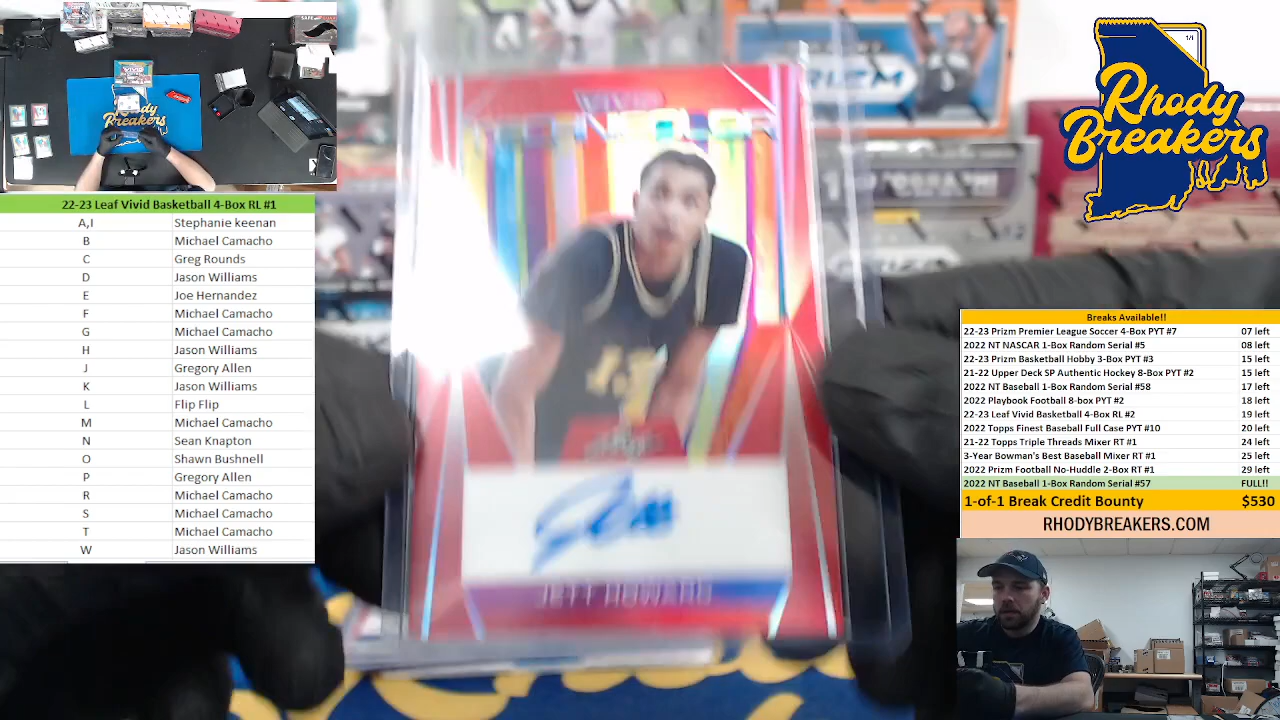 22-23 Leaf Vivid Basketball 4-Box RL #1
A,I Stephanie keenan
B Michael Camacho
C Greg Rounds
D Jason Williams
E Joe Hernandez
F Michael Camacho
G Michael Camacho
H Jason Williams
J Gregory Allen
K Jason Williams
L Flip Flip
M Michael Camacho
N Sean Knapton
O Shawn Bushnell
P Gregory Allen
R Michael Camacho
S Michael Camacho
T Michael Camacho
W Jason Williams
VIVID
Rhody
Breakers
VIVID
PRIZM
JETT HOWARD
1/1
Rhody
Breakers
Breaks Available!!
22-23 Prizm Premier League Soccer 4-Box PYT #7 07 left
2022 NT NASCAR 1-Box Random Serial #5 08 left
22-23 Prizm Basketball Hobby 3-Box PYT #3 15 left
21-22 Upper Deck SP Authentic Hockey 8-Box PYT #2 15 left
2022 NT Baseball 1-Box Random Serial #58 17 left
2022 Playbook Football 8-box PYT #2 18 left
22-23 Leaf Vivid Basketball 4-Box RL #2 19 left
2022 Topps Finest Baseball Full Case PYT #10 20 left
21-22 Topps Triple Threads Mixer RT #1 24 left
3-Year Bowman's Best Baseball Mixer RT #1 25 left
2022 Prizm Football No-Huddle 2-Box RT #1 29 left
2022 NT Baseball 1-Box Random Serial #57 FULL!!
1-of-1 Break Credit Bounty $530
RHODYBREAKERS.COM